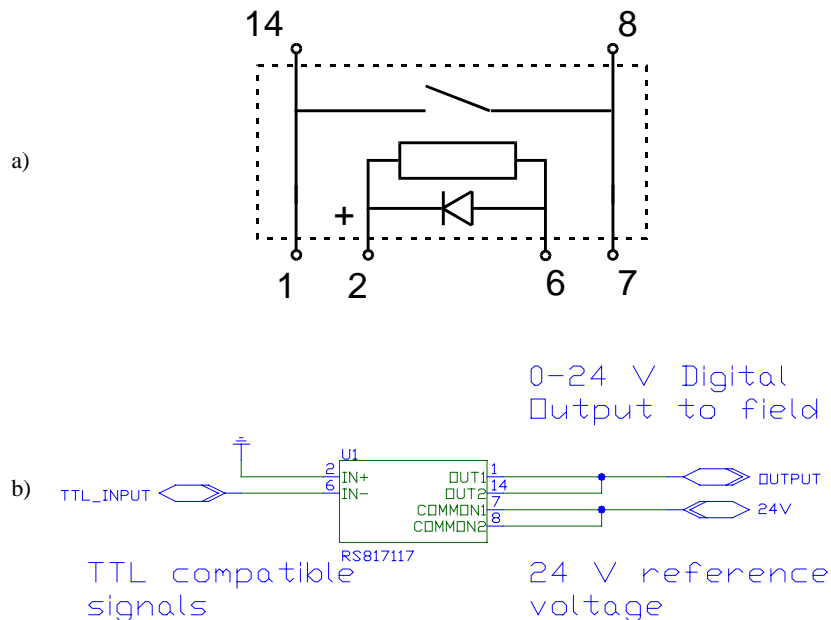 14 8
a)
+
1 2 6 7
0-24 V Digital
Output to field
b)
U1
2 IN+ OUT1 1
6 IN- OUT2 14
COMMON1 7
COMMON2 8
TTL_INPUT
OUTPUT
24V
RS817117
TTL compatible
signals
24 V reference
voltage